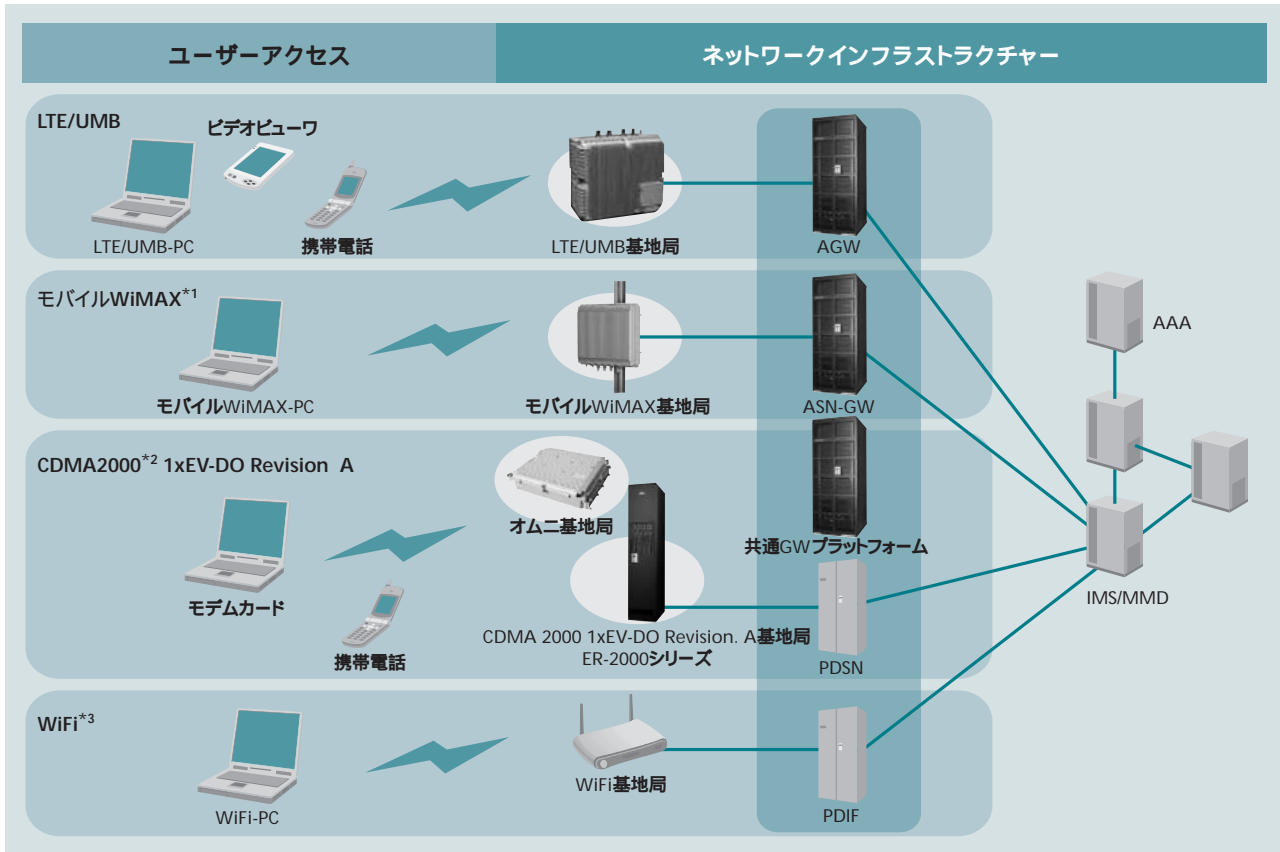 ユーザーアクセス
ネットワークインフラストラクチャー
LTE/UMB
ビデオビューワ
LTE/UMB-PC
携帯電話
LTE/UMB基地局
AGW
モバイルWiMAX*1
モバイルWiMAX-PC
モバイルWiMAX基地局
ASN-GW
AAA
CDMA2000*2 1xEV-DO Revision A
オムニ基地局
共通GWプラットフォーム
モデムカード
携帯電話
CDMA 2000 1xEV-DO Revision. A基地局
ER-2000シリーズ
PDSN
IMS/MMD
WiFi*3
WiFi-PC
WiFi基地局
PDIF